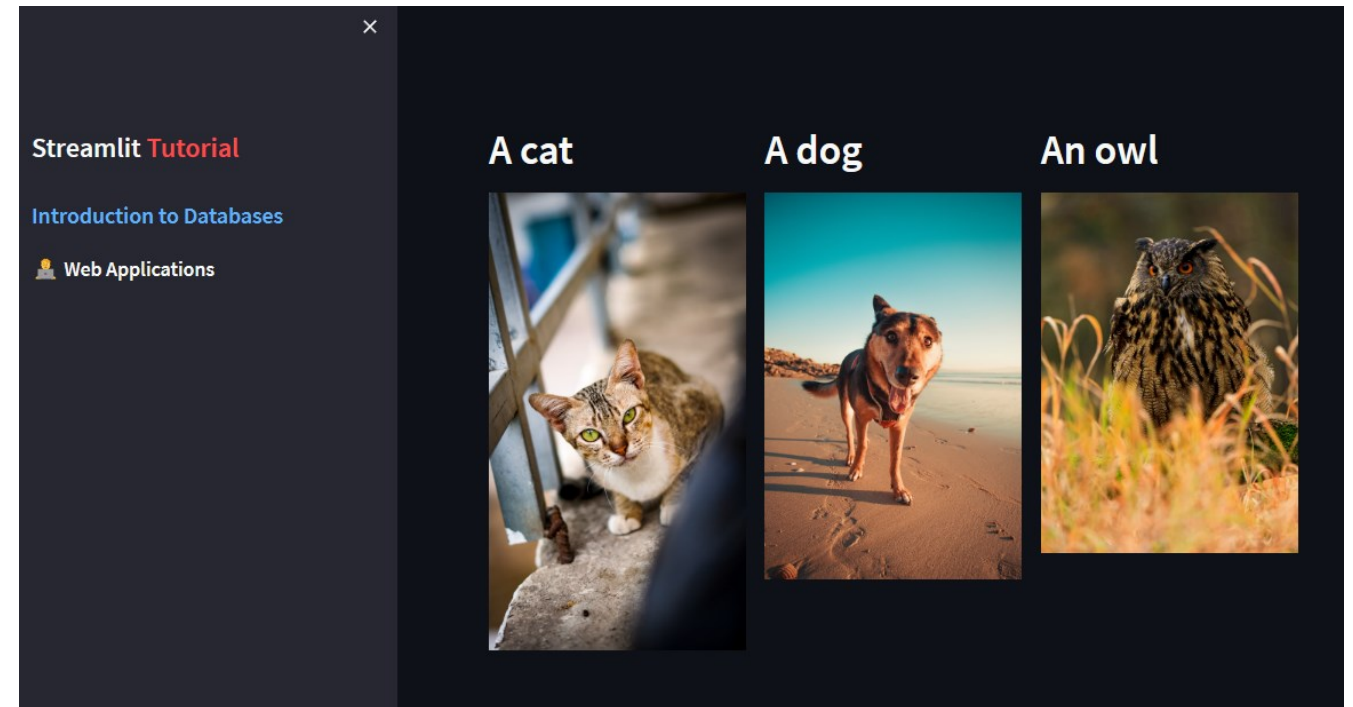 Streamlit Tutorial
Introduction to Databases
🧑‍💻 Web Applications
A cat
A dog
An owl